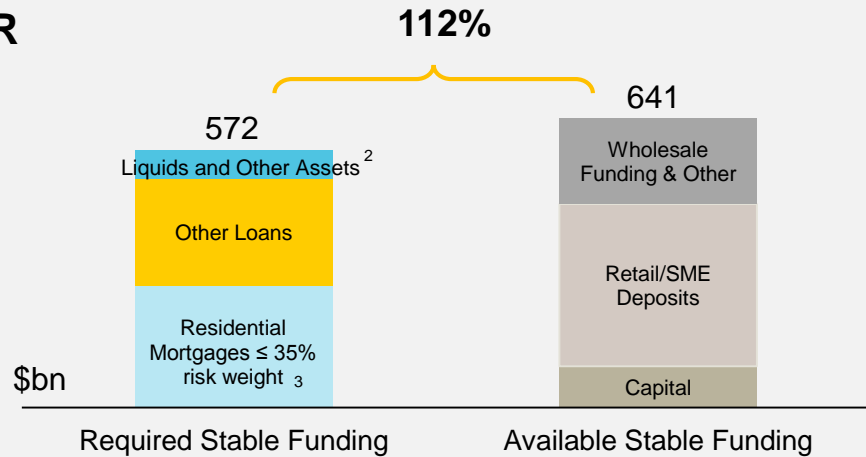 R
112%
572
641
Liquids and Other Assets 2
Wholesale
Funding & Other
Other Loans
Retail/SME
Deposits
Residential
Mortgages ≤ 35%
risk weight 3
Capital
$bn
Required Stable Funding
Available Stable Funding